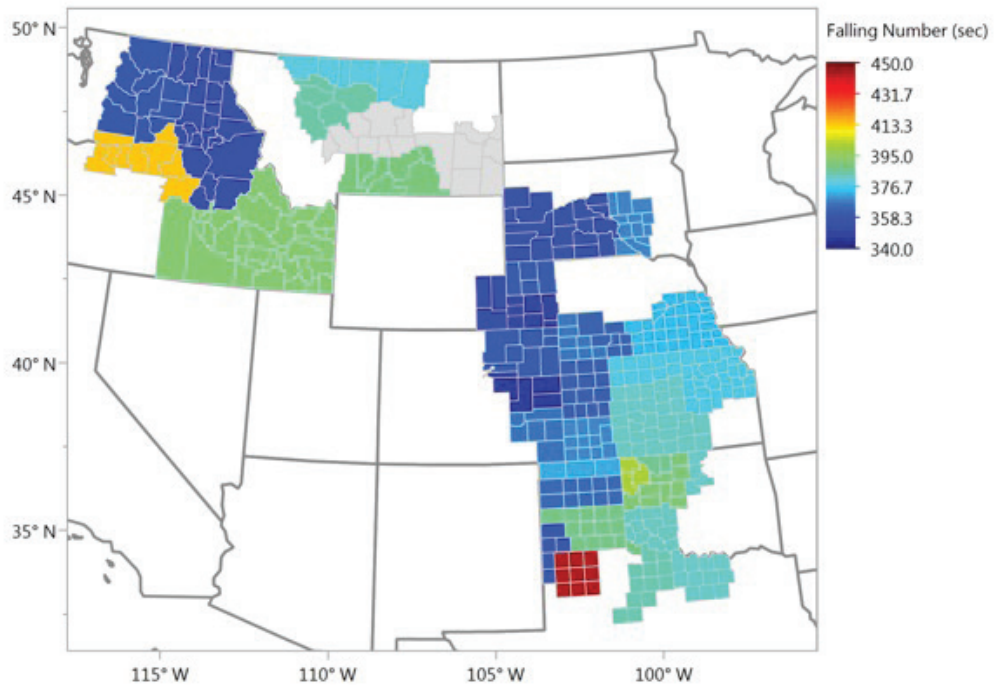 Falling Number (sec)
450.0
431.7
413.3
395.0
376.7
358.3
340.0
50° N
45° N
40° N
35° N
115° W
110° W
105° W
100° W